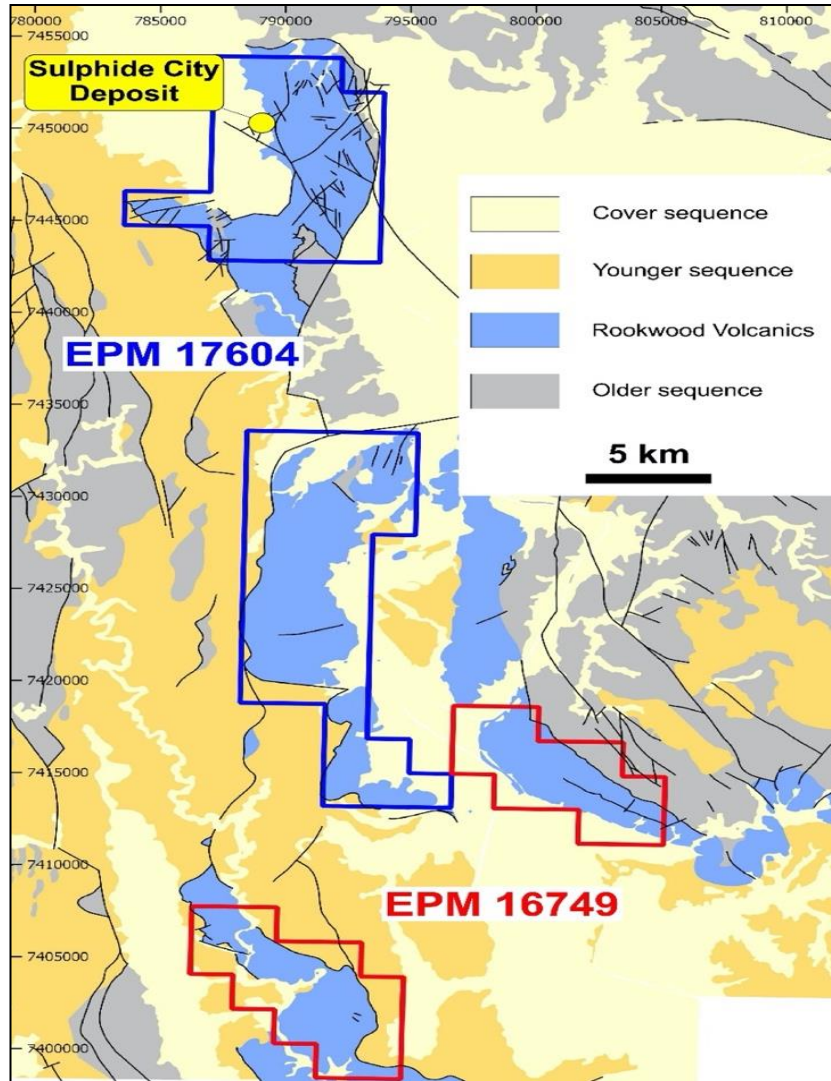 780000
785000
790000
795000
800000
805000
810000
7455000
Sulphide City
Deposit
7450000
7445000
7440000
7435000
7430000
7425000
7420000
7415000
7410000
7405000
7400000
Cover sequence
Younger sequence
Rookwood Volcanics
Older sequence
5 km
EPM 17604
EPM 16749